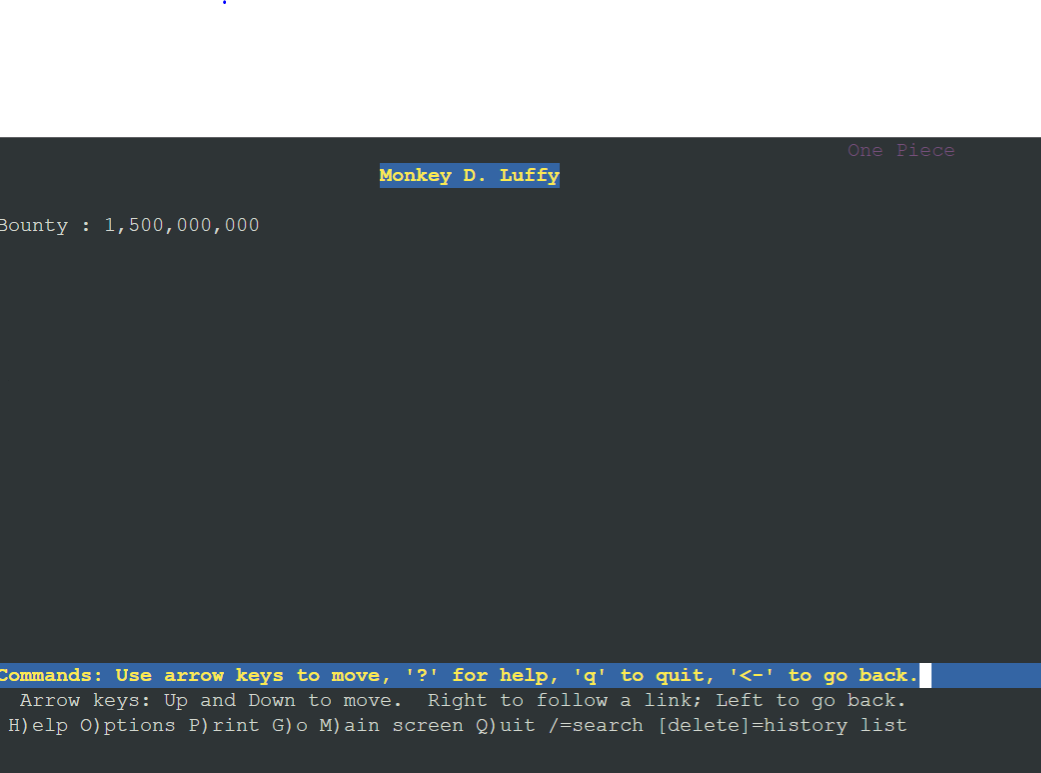 One Piece
Monkey D. Luffy
Bounty : 1,500,000,000
Commands: Use arrow keys to move, '?' for help, 'q' to quit, '<-' to go back.
Arrow keys: Up and Down to move.  Right to follow a link; Left to go back.
H)elp O)ptions P)rint G)o M)ain screen Q)uit /=search [delete]=history list